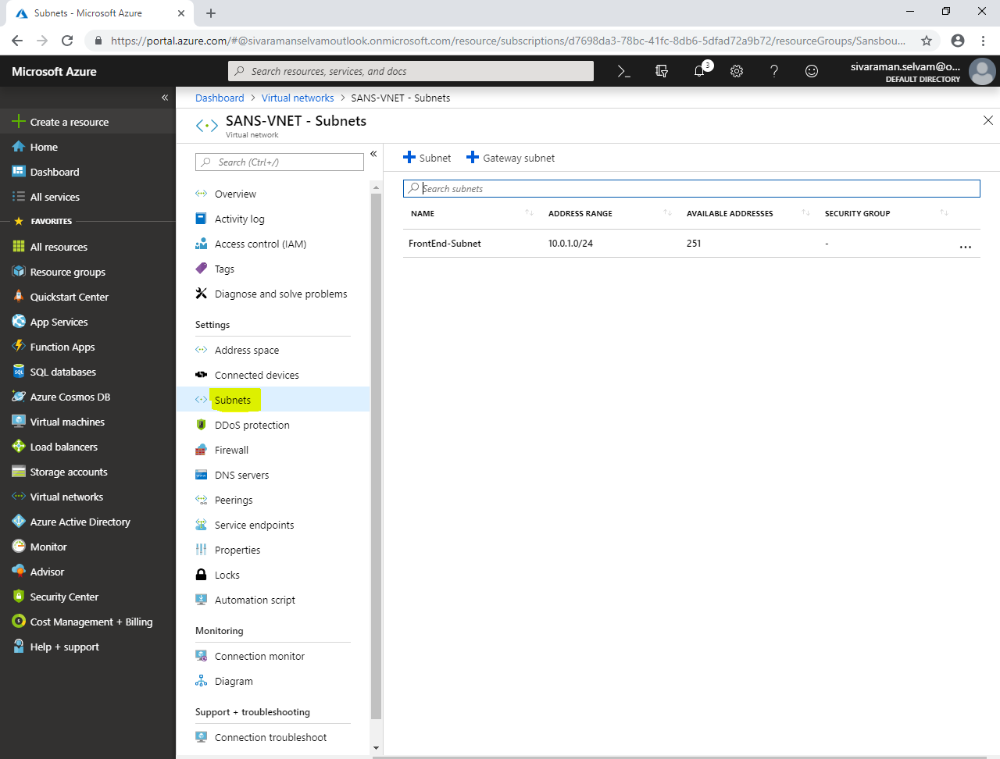 Subnets - Microsoft Azure
https://portal.azure.com/#@sivaramanselvamoutlook.onmicrosoft.com/resource/subscriptions/d7698da3-78bc-41fc-8db6-5dfad72a9b72/resourceGroups/Sansbou...
Microsoft Azure
Search resources, services, and docs
3
sivaraman.selvam@o...
DEFAULT DIRECTORY
Create a resource
Home
Dashboard
All services
FAVORITES
All resources
Resource groups
Quickstart Center
App Services
Function Apps
SQL databases
Azure Cosmos DB
Virtual machines
Load balancers
Storage accounts
Virtual networks
Azure Active Directory
Monitor
Advisor
Security Center
Cost Management + Billing
Help + support
Dashboard > Virtual networks > SANS-VNET - Subnets
SANS-VNET - Subnets
Virtual network
Search (Ctrl+/)
Overview
Activity log
Access control (IAM)
Tags
Diagnose and solve problems
Settings
Address space
Connected devices
Subnets
DDoS protection
Firewall
DNS servers
Peerings
Service endpoints
Properties
Locks
Automation script
Monitoring
Connection monitor
Diagram
Support + troubleshooting
Connection troubleshoot
Subnet Gateway subnet
Search subnets
NAME ADDRESS RANGE AVAILABLE ADDRESSES SECURITY GROUP
FrontEnd-Subnet 10.0.1.0/24 251 - ...